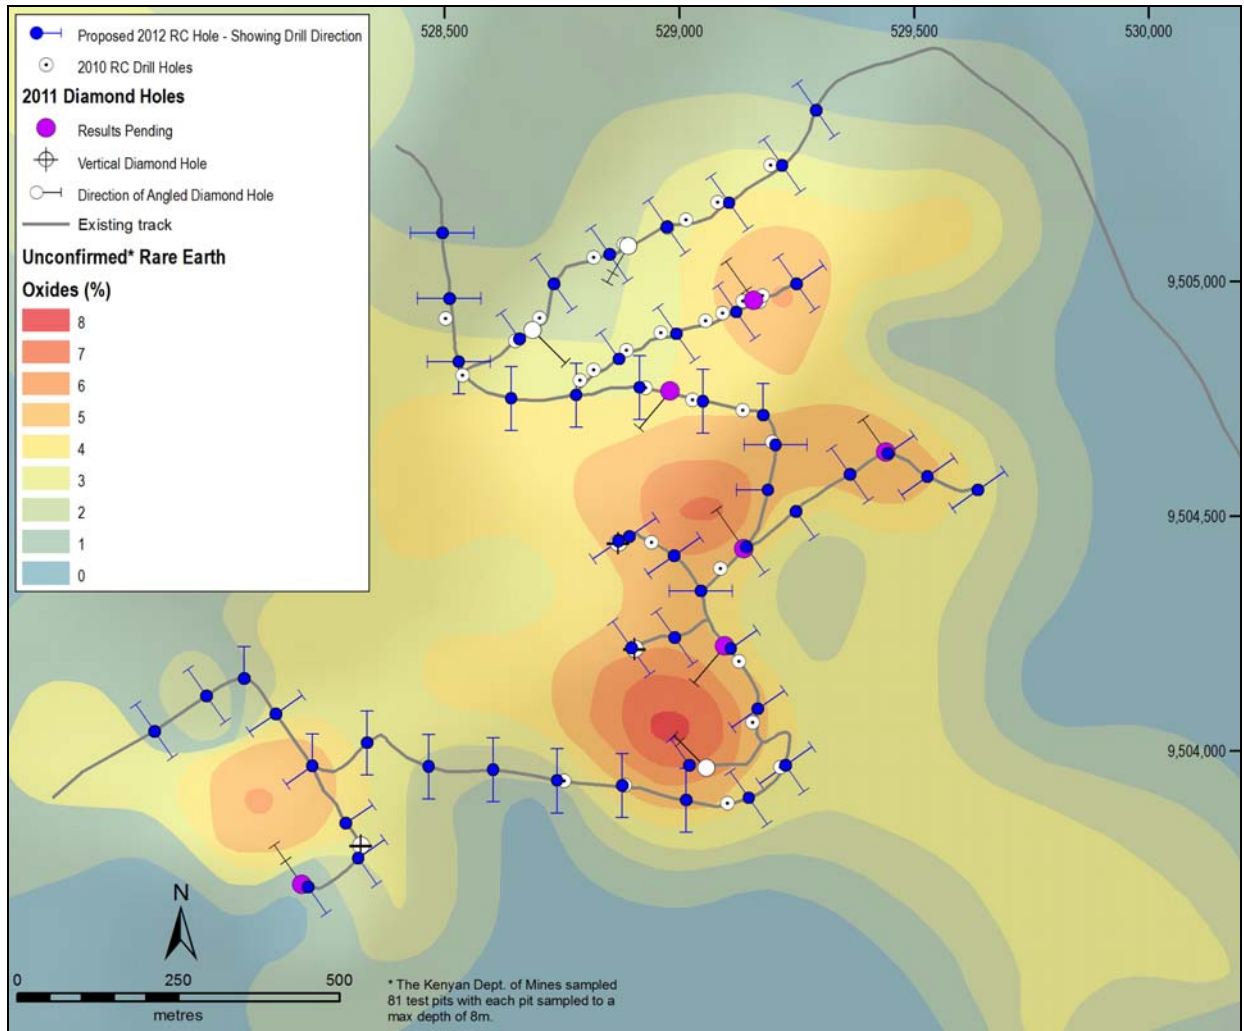 528,500
529,000
529,500
530,000
Proposed 2012 RC Hole - Showing Drill Direction
2010 RC Drill Holes
2011 Diamond Holes
Results Pending
Vertical Diamond Hole
Direction of Angled Diamond Hole
Existing track
Unconfirmed* Rare Earth
Oxides (%)
8
7
6
5
4
3
2
1
0
9,505,000
9,504,500
9,504,000
N
0 250 500
metres
* The Kenyan Dept. of Mines sampled
81 test pits with each pit sampled to a
max depth of 8m.